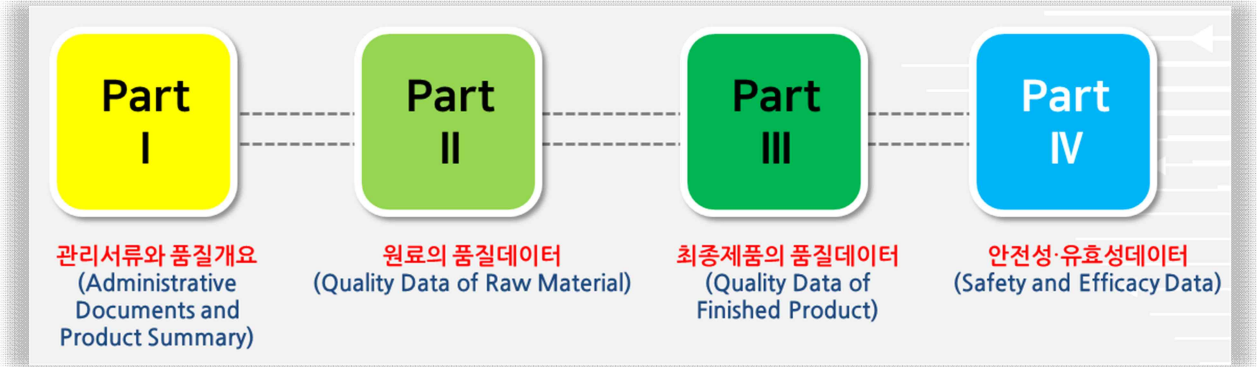 Part
Ⅰ
관리서류와 품질개요
(Administrative
Documents and
Product Summary)
Part
Ⅱ
원료의 품질데이터
(Quality Data of Raw Material)
Part
Ⅲ
최종제품의 품질데이터
(Quality Data of
Finished Product)
Part
Ⅳ
안전성·유효성데이터
(Safety and Efficacy Data)